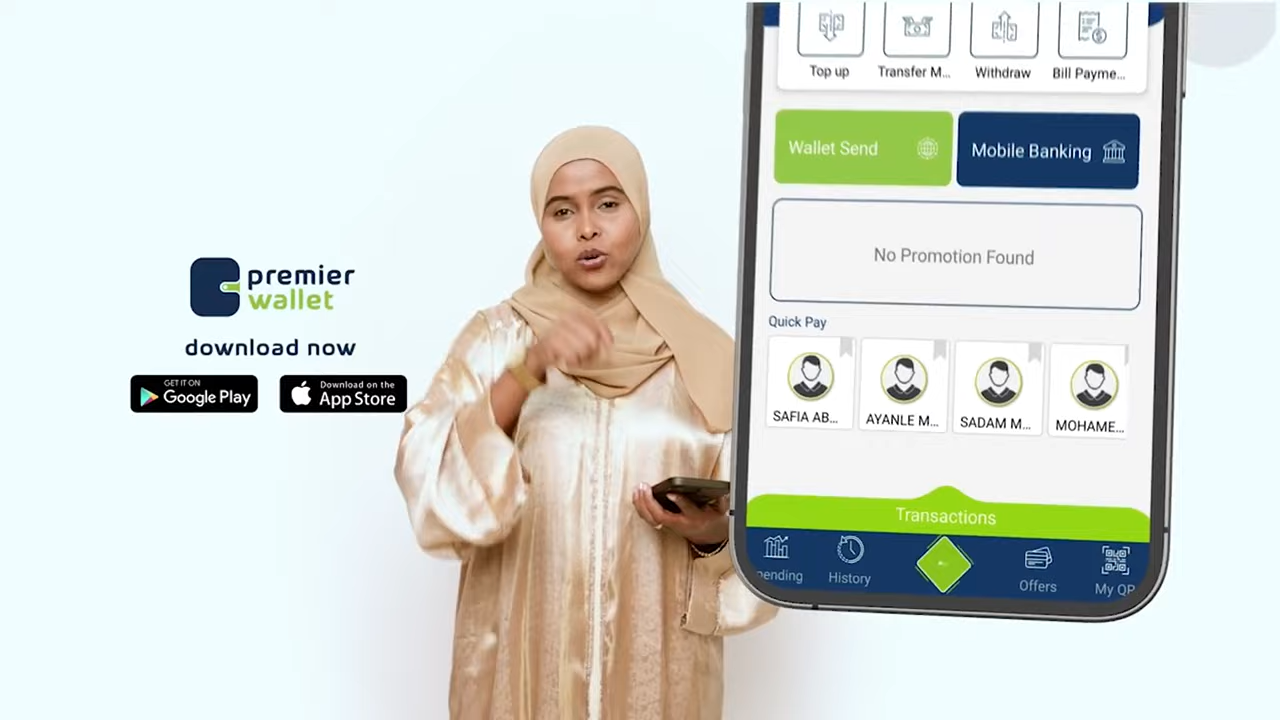 premier
wallet
download now
GET IT ON
Google Play
Download on the
App Store
Top up
Transfer M...
Withdraw
Bill Payme...
Wallet Send
Mobile Banking
No Promotion Found
Quick Pay
SAFIA AB...
AYANLE M...
SADAM M...
MOHAME...
Transactions
pending
History
Offers
My QR